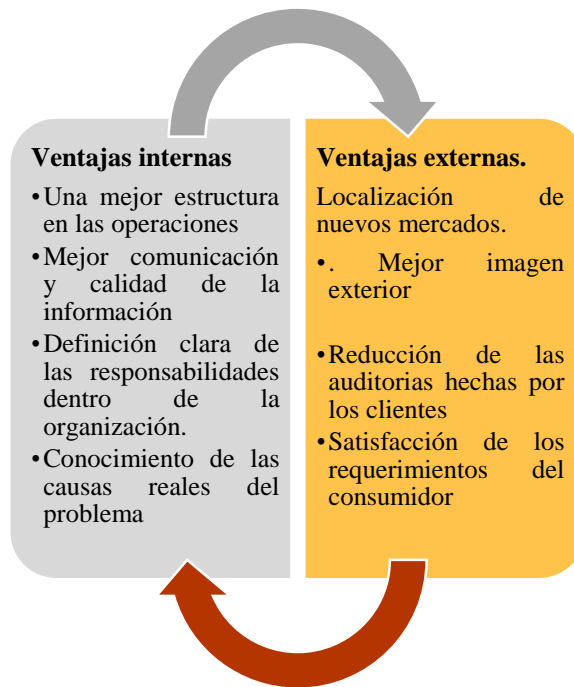 Ventajas internas
•Una mejor estructura
en las operaciones
•Mejor comunicación
y calidad de la
información
•Definición clara de
las responsabilidades
dentro de la
organización.
•Conocimiento de las
causas reales del
problema
Ventajas externas.
Localización de
nuevos mercados.
•. Mejor imagen
exterior
•Reducción de las
auditorias hechas por
los clientes
•Satisfacción de los
requerimientos del
consumidor